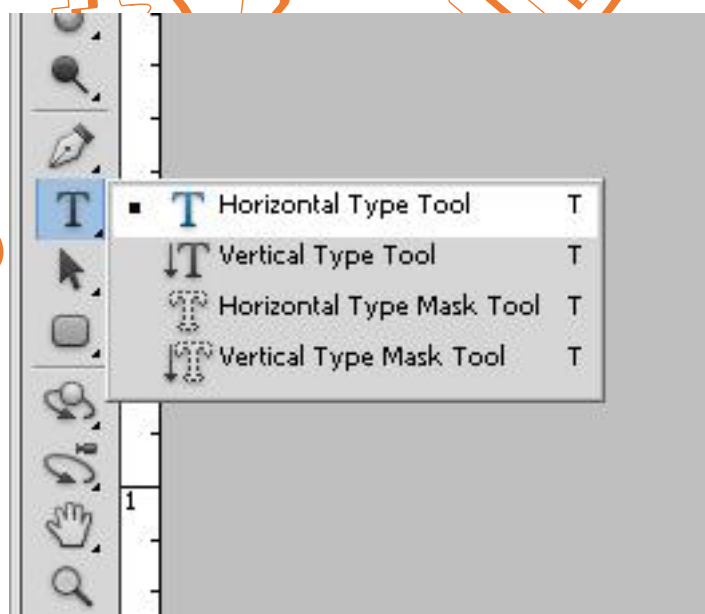 Horizontal Type Tool T
Vertical Type Tool T
Horizontal Type Mask Tool T
Vertical Type Mask Tool T
1